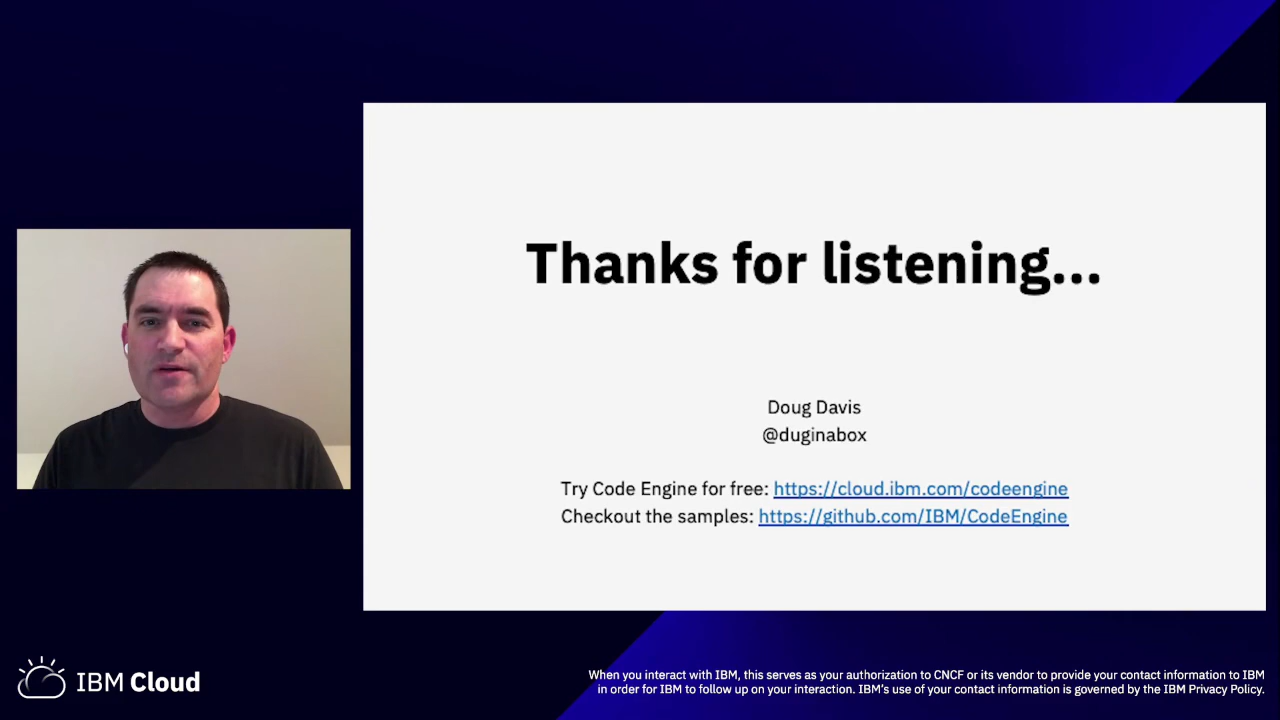 Thanks for listening...
Doug Davis
@duginabox
Try Code Engine for free: https://cloud.ibm.com/codeengine
Checkout the samples: https://github.com/IBM/CodeEngine
IBM Cloud
When you interact with IBM, this serves as your authorization to CNCF or its vendor to provide your contact information to IBM
in order for IBM to follow up on your interaction. IBM's use of your contact information is governed by the IBM Privacy Policy.